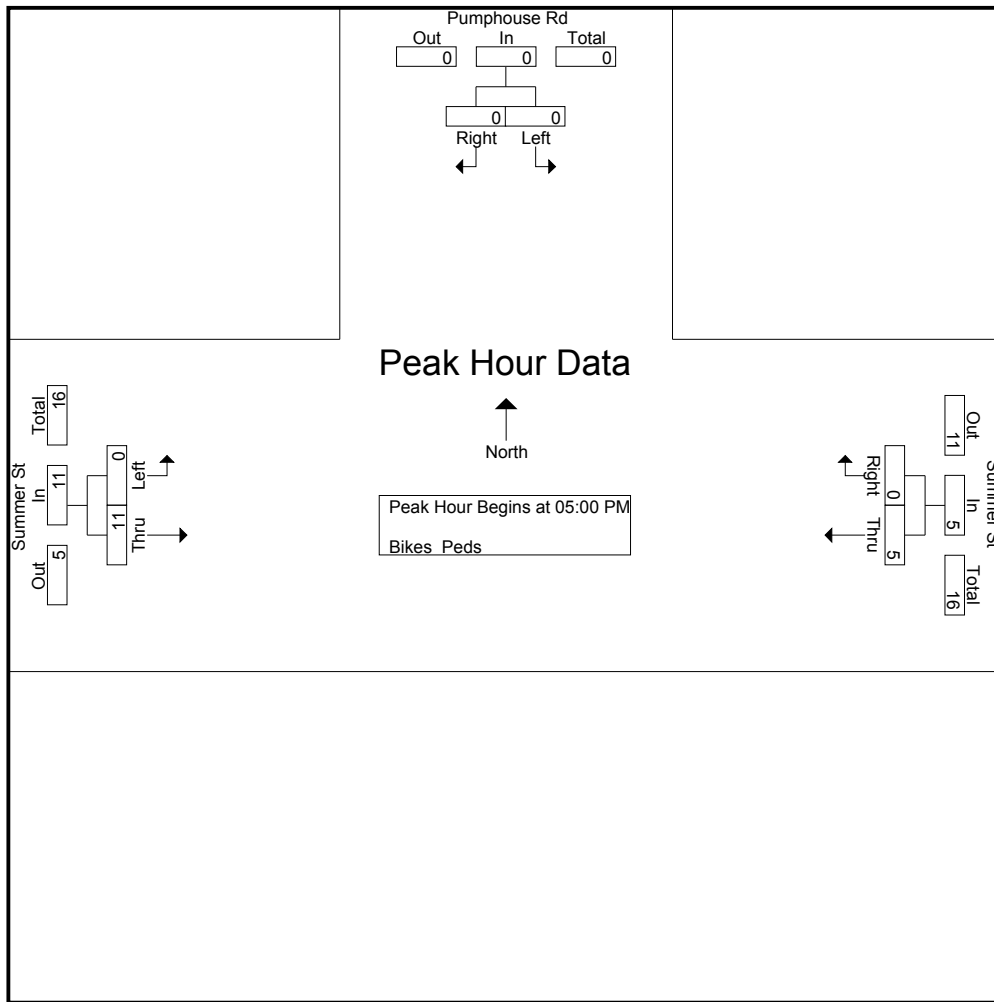 Pumphouse Rd
Out In Total
0 0 0
0 0
Right Left
Peak Hour Data
North
Peak Hour Begins at 05:00 PM
Bikes Peds
Summer St
Total In Out
16 11 5
0 11
Left Thru
Summer St
Out In Total
11 5 16
0 5
Right Thru